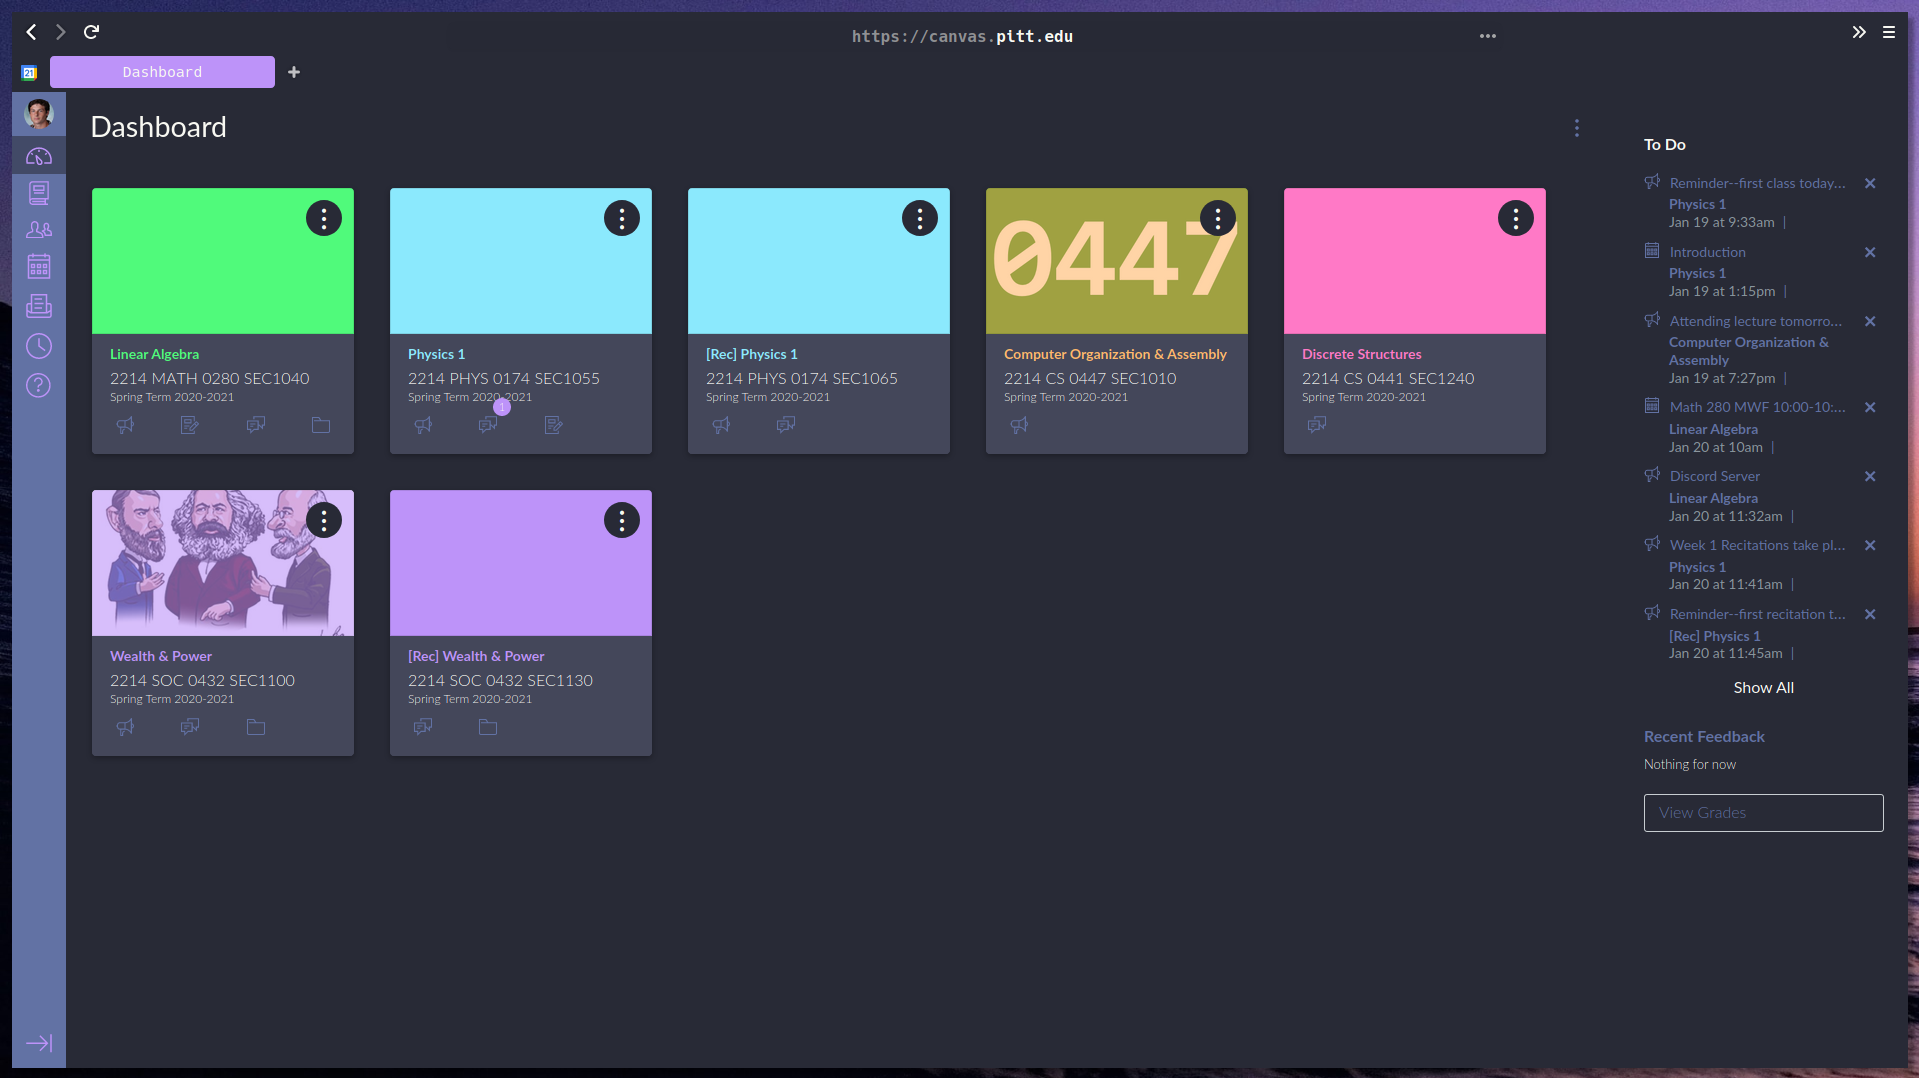 https://canvas.pitt.edu
21
Dashboard
Dashboard
Linear Algebra
2214 MATH 0280 SEC1040
Spring Term 2020-2021
Physics 1
2214 PHYS 0174 SEC1055
Spring Term 2020-2021
1
[Rec] Physics 1
2214 PHYS 0174 SEC1065
Spring Term 2020-2021
0447
Computer Organization & Assembly
2214 CS 0447 SEC1010
Spring Term 2020-2021
Discrete Structures
2214 CS 0441 SEC1240
Spring Term 2020-2021
Wealth & Power
2214 SOC 0432 SEC1100
Spring Term 2020-2021
[Rec] Wealth & Power
2214 SOC 0432 SEC1130
Spring Term 2020-2021
To Do
Reminder--first class today...
Physics 1
Jan 19 at 9:33am |
Introduction
Physics 1
Jan 19 at 1:15pm |
Attending lecture tomorro...
Computer Organization &
Assembly
Jan 19 at 7:27pm |
Math 280 MWF 10:00-10:...
Linear Algebra
Jan 20 at 10am |
Discord Server
Linear Algebra
Jan 20 at 11:32am |
Week 1 Recitations take pl...
Physics 1
Jan 20 at 11:41am |
Reminder--first recitation t...
[Rec] Physics 1
Jan 20 at 11:45am |
Show All
Recent Feedback
Nothing for now
View Grades